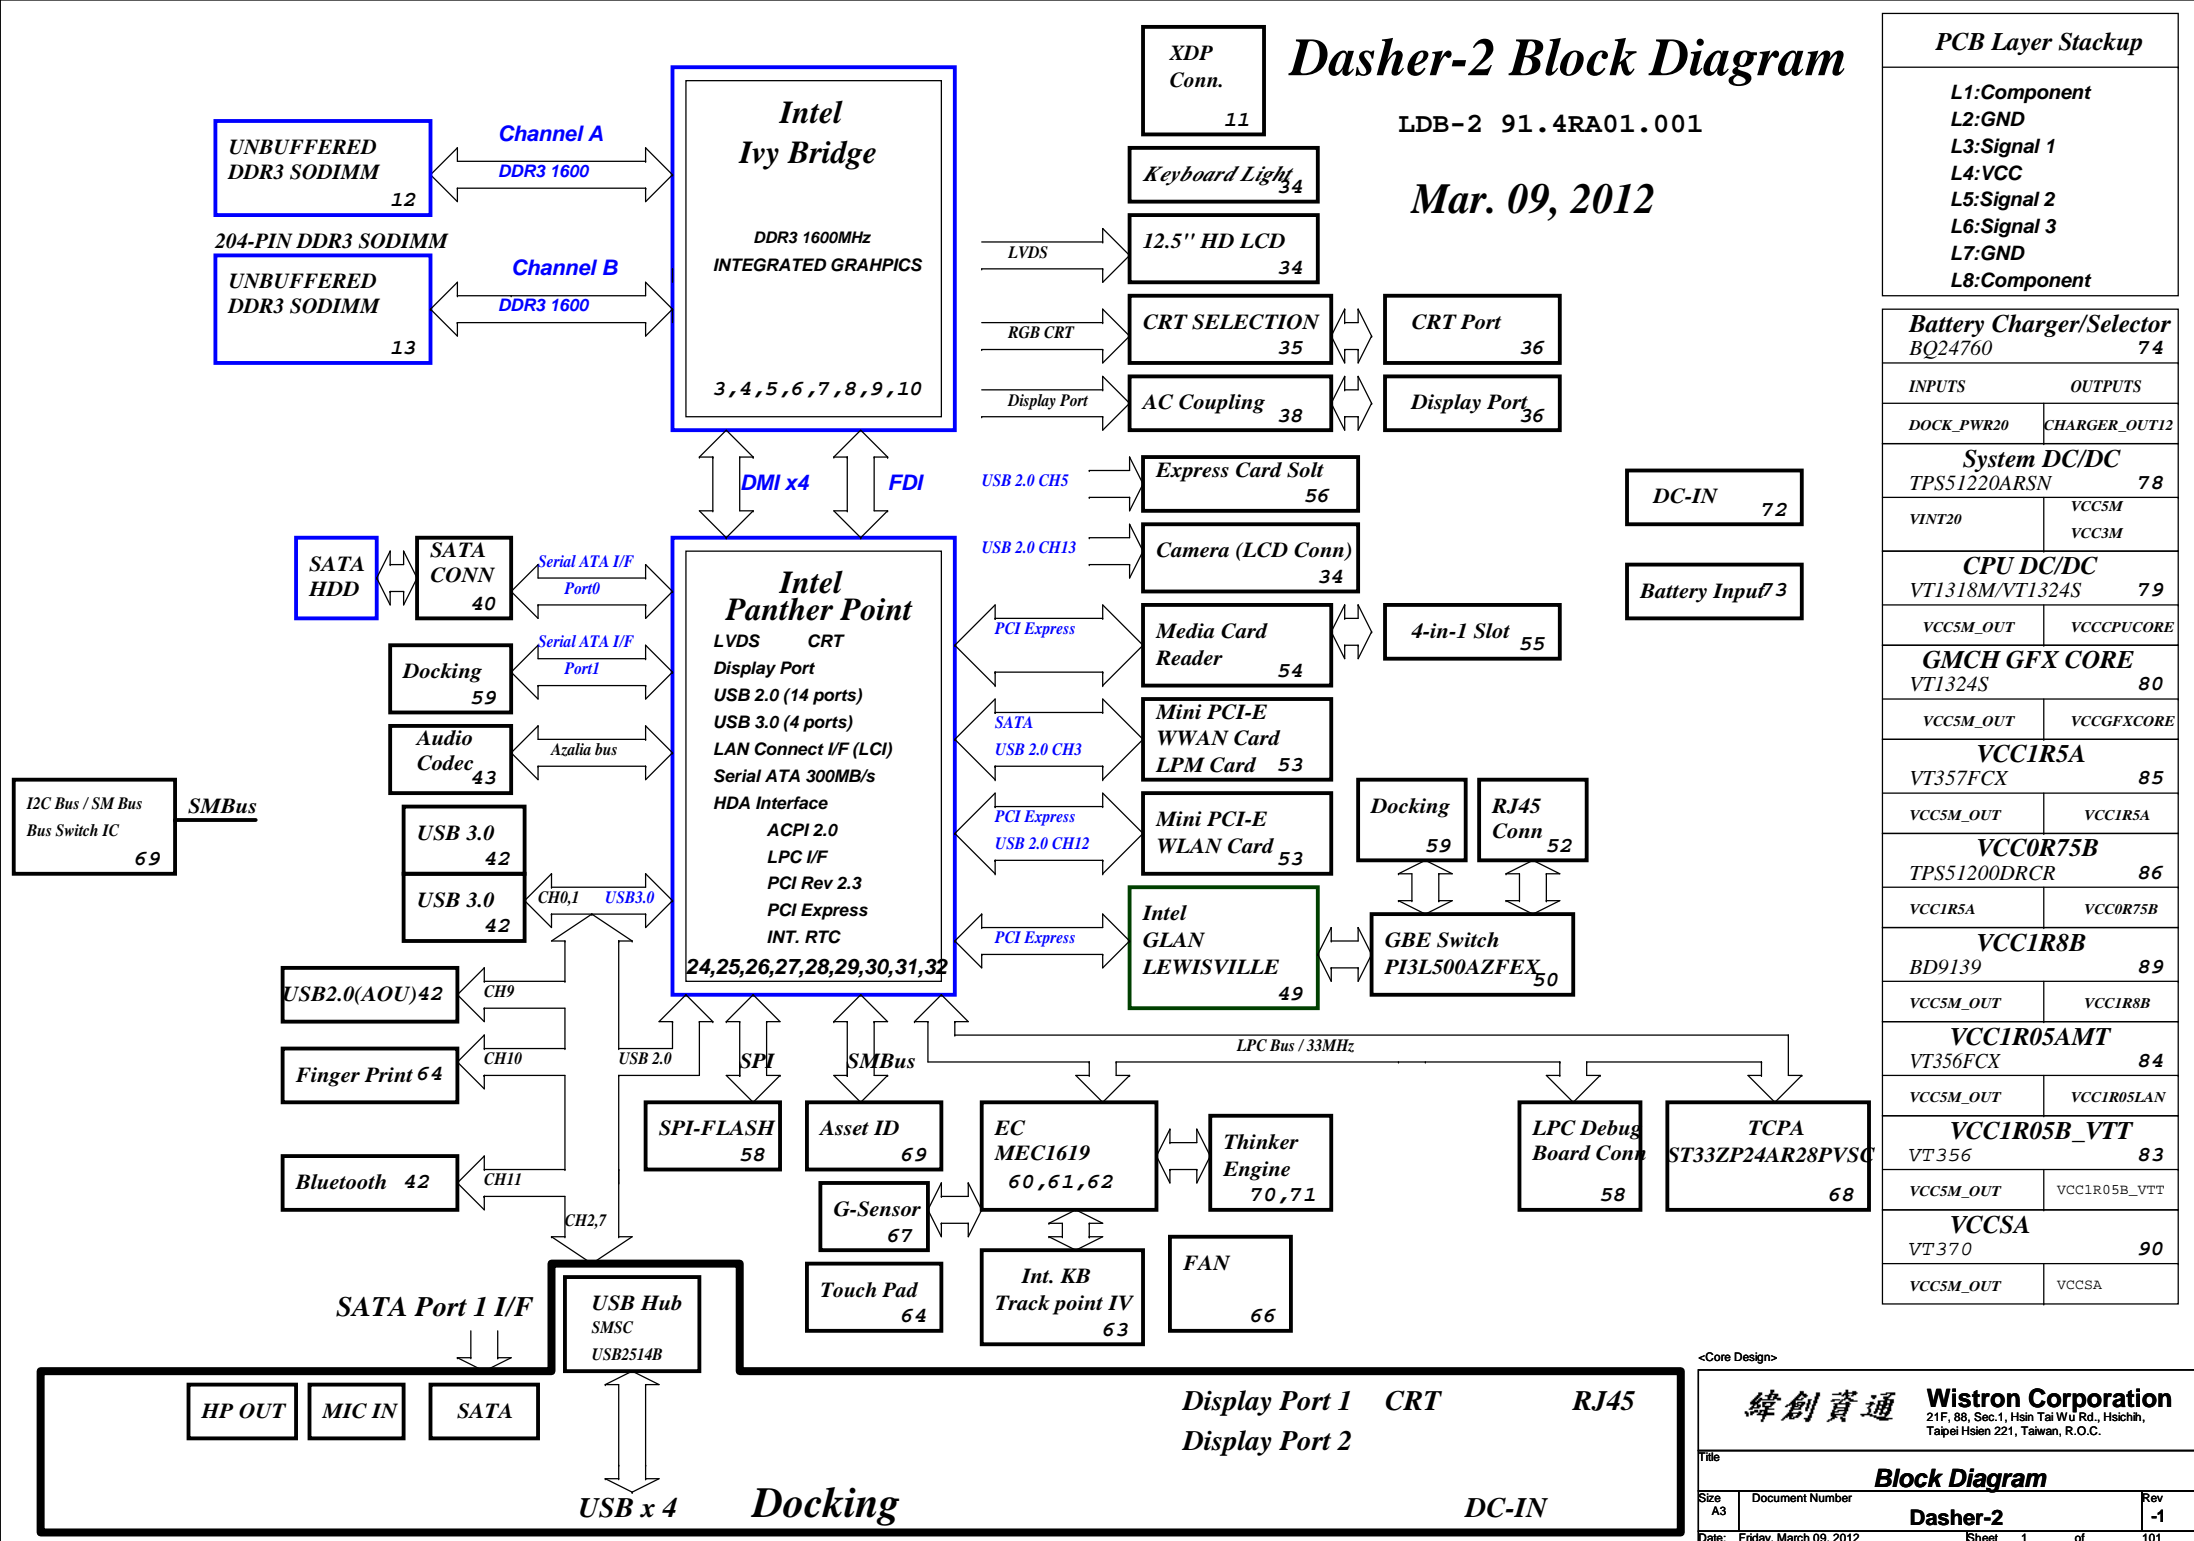 Dasher-2 Block Diagram
LDB-2 91.4RA01.001
Mar. 09, 2012
XDP
Conn.
11
Intel
Ivy Bridge
DDR3 1600MHz
INTEGRATED GRAHPICS
3,4,5,6,7,8,9,10
UNBUFFERED
DDR3 SODIMM
12
Channel A
DDR3 1600
204-PIN DDR3 SODIMM
UNBUFFERED
DDR3 SODIMM
13
Channel B
DDR3 1600
Keyboard Light
34
LVDS
12.5'' HD LCD
34
RGB CRT
CRT SELECTION
35
CRT Port
36
Display Port
AC Coupling
38
Display Port
36
DMI x4
FDI
USB 2.0 CH5
Express Card Solt
56
USB 2.0 CH13
Camera (LCD Conn)
34
DC-IN
72
Battery Input 73
SATA
HDD
SATA
CONN
40
Serial ATA I/F
Port0
Docking
59
Serial ATA I/F
Port1
Audio
Codec
43
Azalia bus
I2C Bus / SM Bus
Bus Switch IC
69
SMBus
USB 3.0
42
USB 3.0
42
CH0,1
USB3.0
Intel
Panther Point
LVDS CRT
Display Port
USB 2.0 (14 ports)
USB 3.0 (4 ports)
LAN Connect I/F (LCI)
Serial ATA 300MB/s
HDA Interface
ACPI 2.0
LPC I/F
PCI Rev 2.3
PCI Express
INT. RTC
24,25,26,27,28,29,30,31,32
PCI Express
Media Card
Reader
54
4-in-1 Slot
55
SATA
USB 2.0 CH3
Mini PCI-E
WWAN Card
LPM Card 53
PCI Express
USB 2.0 CH12
Mini PCI-E
WLAN Card
53
Docking
59
RJ45
Conn
52
PCI Express
Intel
GLAN
LEWISVILLE
49
GBE Switch
PI3L500AZFEX
50
USB2.0(AOU) 42
CH9
Finger Print 64
CH10
Bluetooth 42
CH11
CH2,7
USB 2.0
SPI
SMBus
LPC Bus / 33MHz
SPI-FLASH
58
Asset ID
69
EC
MEC1619
60,61,62
Thinker
Engine
70,71
LPC Debug
Board Conn
58
TCPA
ST33ZP24AR28PVSC
68
G-Sensor
67
Touch Pad
64
Int. KB
Track point IV
63
FAN
66
SATA Port 1 I/F
USB Hub
SMSC
USB2514B
HP OUT
MIC IN
SATA
USB x 4
Docking
Display Port 1
CRT
RJ45
Display Port 2
DC-IN
PCB Layer Stackup
L1:Component
L2:GND
L3:Signal 1
L4:VCC
L5:Signal 2
L6:Signal 3
L7:GND
L8:Component
Battery Charger/Selector
BQ24760 74
INPUTS OUTPUTS
DOCK_PWR20 CHARGER_OUT12
System DC/DC
TPS51220ARSN 78
VINT20
VCC5M
VCC3M
CPU DC/DC
VT1318M/VT1324S 79
VCC5M_OUT VCCCPUCORE
GMCH GFX CORE
VT1324S 80
VCC5M_OUT VCCGFXCORE
VCC1R5A
VT357FCX 85
VCC5M_OUT VCC1R5A
VCC0R75B
TPS51200DRCR 86
VCC1R5A VCC0R75B
VCC1R8B
BD9139 89
VCC5M_OUT VCC1R8B
VCC1R05AMT
VT356FCX 84
VCC5M_OUT VCC1R05LAN
VCC1R05B_VTT
VT356 83
VCC5M_OUT VCC1R05B_VTT
VCCSA
VT370 90
VCC5M_OUT VCCSA
<Core Design>
緯創資通
Wistron Corporation
21F, 88, Sec.1, Hsin Tai Wu Rd., Hsichih,
Taipei Hsien 221, Taiwan, R.O.C.
Title
Block Diagram
Size
A3
Document Number
Dasher-2
Rev
-1
Date: Friday, March 09, 2012 Sheet 1 of 101